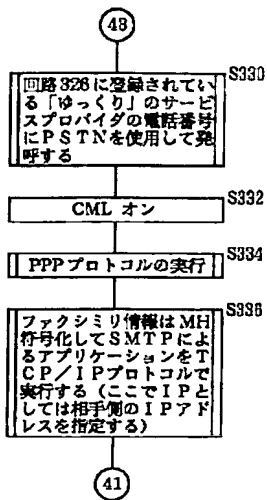 48
S330
回路326に登録されてい
る「ゆっくり」のサービ
スプロバイダの電話番号
にPSTNを使用して発
呼する
S332
CML オン
S334
PPPプロトコルの実行
S336
ファクシミリ情報はMH
符号化してSMTPによ
るアプリケーションをT
CP/IPプロトコルで
実行する(ここでIPと
しては相手側のIPアド
レスを指定する)
41